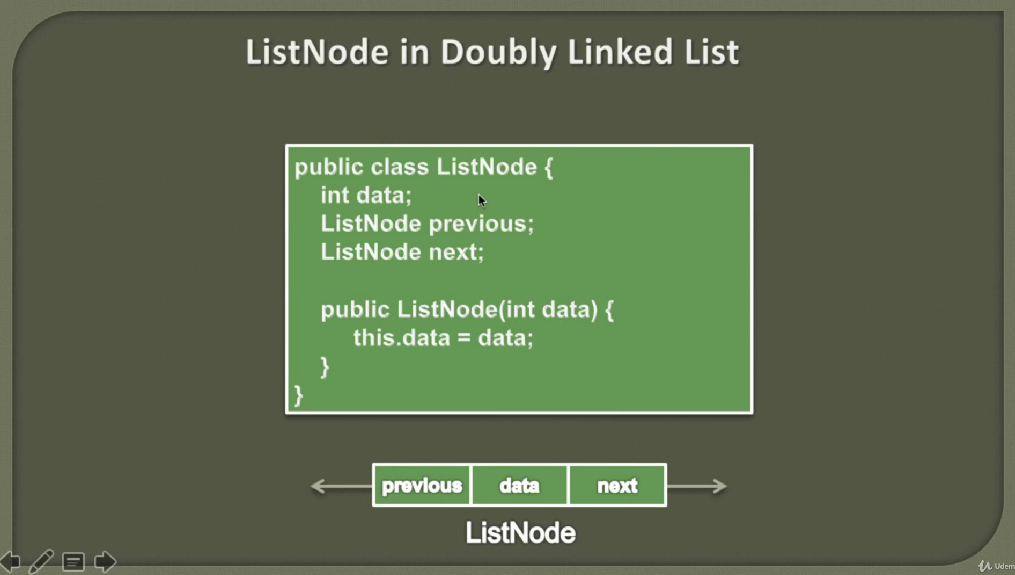 ListNode in Doubly Linked List
public class ListNode {
int data;
ListNode previous;
ListNode next;
public ListNode(int data) {
this.data = data;
}
}
previous data next
ListNode
Udem